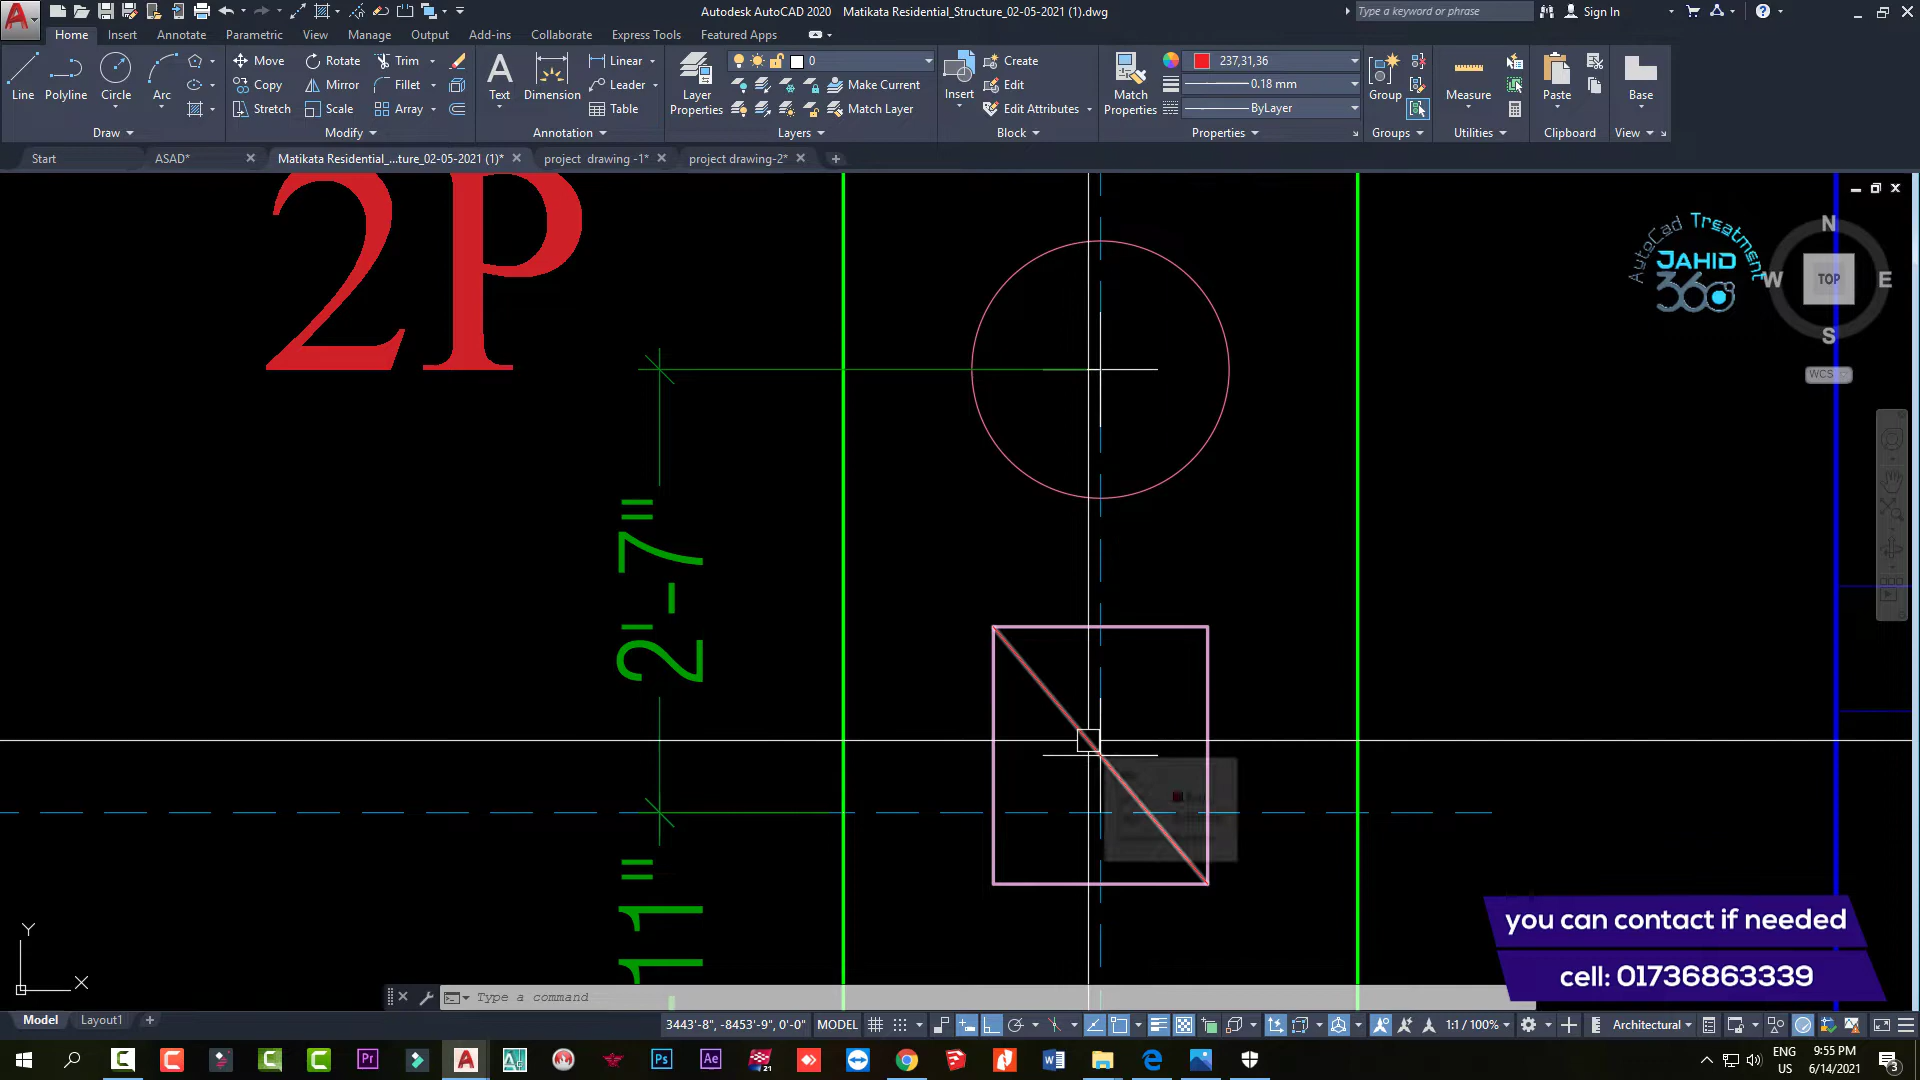 Autodesk AutoCAD 2020 Matikata Residential_Structure_02-05-2021 (1).dwg
Type a keyword or phrase
Sign In
Home Insert Annotate Parametric View Manage Output Add-ins Collaborate Express Tools Featured Apps
Line Polyline Circle Arc
Move Rotate Trim
Copy Mirror Fillet
Stretch Scale Array
Text Dimension
Linear
Leader
Table
Layer Properties
0
Make Current
Match Layer
Insert
Create
Edit
Edit Attributes
Match Properties
237,31,36
0.18 mm
ByLayer
Group
Measure
Paste
Base
Draw Modify Annotation Layers Block Properties Groups Utilities Clipboard View
Start ASAD* Matikata Residential_...ture_02-05-2021 (1)* project drawing -1* project drawing-2*
2P
AutoCad Treatment
JAHID
360
N
W TOP E
S
WCS
2'-7"
11"
Y
X
you can contact if needed
cell: 01736863339
Type a command
Model Layout1
3443'-8", -8453'-9", 0'-0" MODEL 1:1 / 100% Architectural
Pr Ps Ae 21
ENG
US
9:55 PM
6/14/2021
3